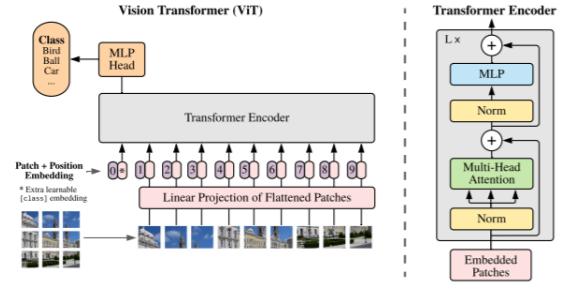 Vision Transformer (ViT)
Class
Bird
Ball
Car
...
MLP
Head
Transformer Encoder
Patch + Position
Embedding
0 * 1 2 3 4 5 6 7 8 9
* Extra learnable
[class] embedding
Linear Projection of Flattened Patches
Transformer Encoder
L ×
+
MLP
Norm
+
Multi-Head
Attention
Norm
Embedded
Patches